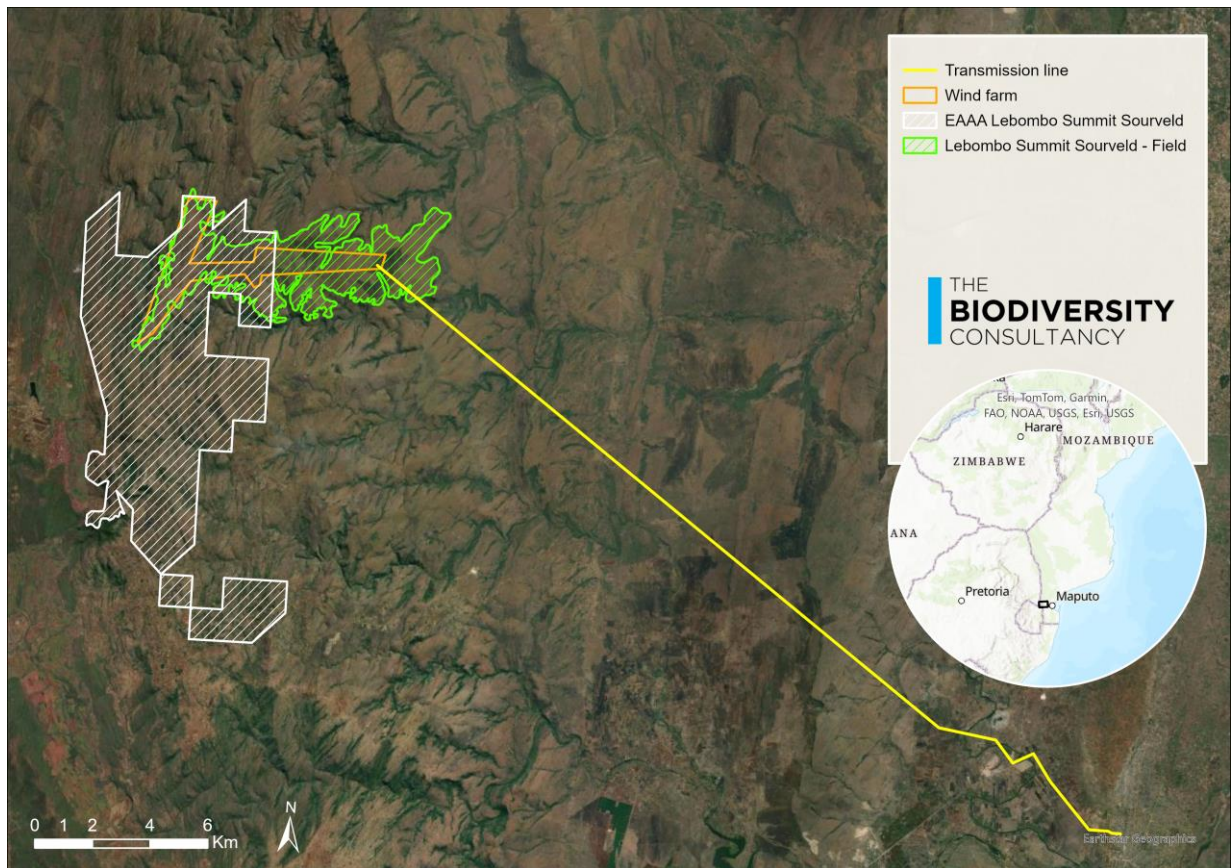 Transmission line
Wind farm
EAAA Lebombo Summit Sourveld
Lebombo Summit Sourveld - Field
THE
BIODIVERSITY
CONSULTANCY
Esri, TomTom, Garmin,
FAO, NOAA, USGS, Esri, USGS
Harare
MOZAMBIQUE
ZIMBABWE
ANA
Pretoria
Maputo
0 1 2 4 6
Km
N
Earthstar Geographics